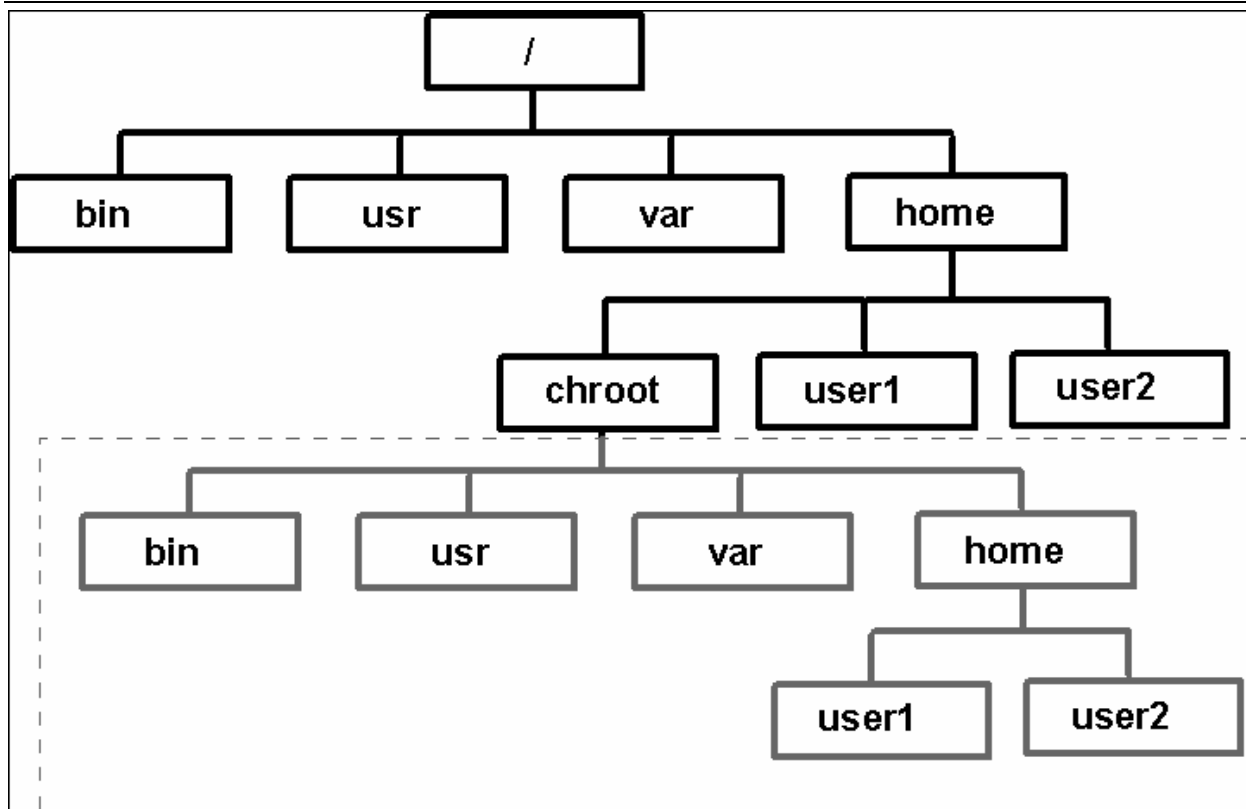 /
bin
usr
var
home
chroot
user1
user2
bin
usr
var
home
user1
user2